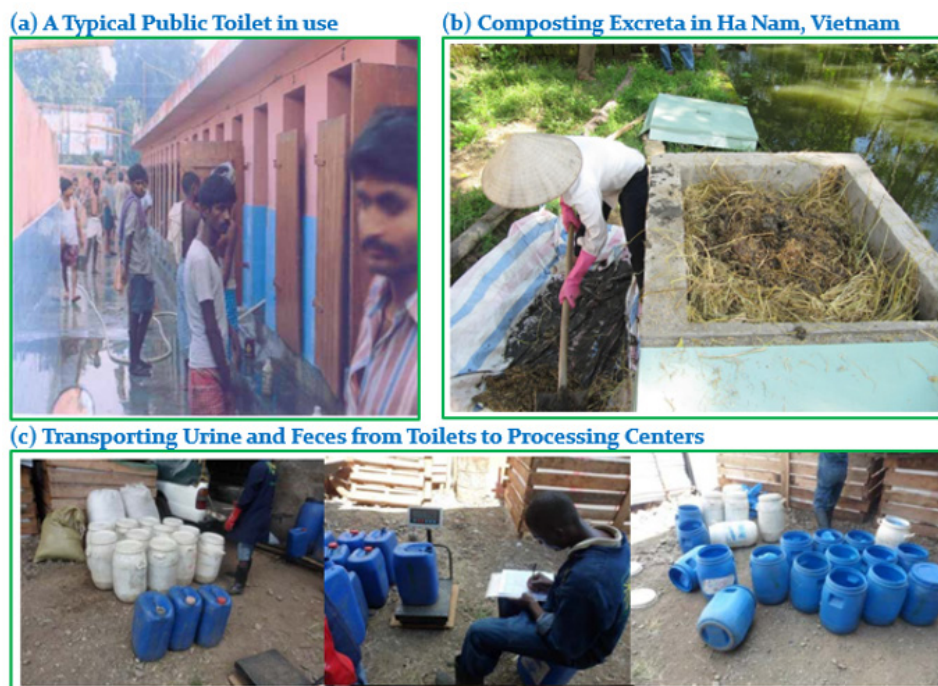 (a) A Typical Public Toilet in use
(b) Composting Excreta in Ha Nam, Vietnam
(c) Transporting Urine and Feces from Toilets to Processing Centers